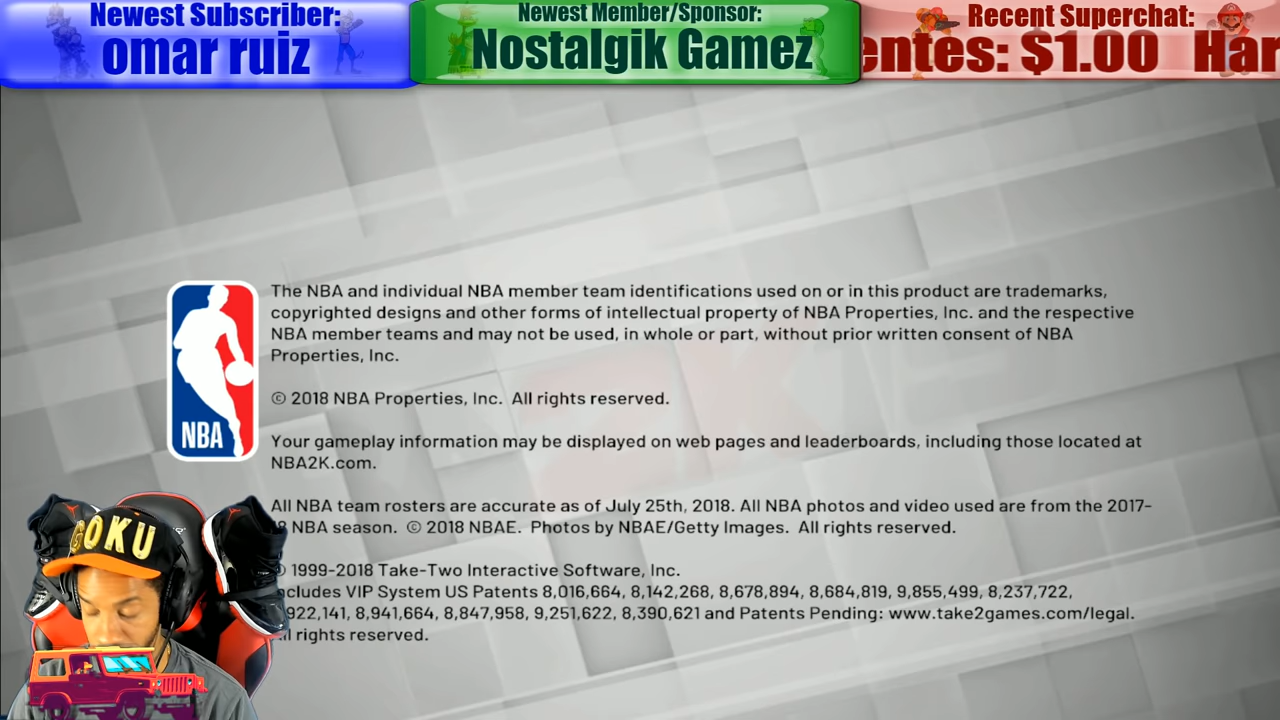 Newest Subscriber:
omar ruiz
Newest Member/Sponsor:
Nostalgik Gamez
Recent Superchat:
entes: $1.00 Har
The NBA and individual NBA member team identifications used on or in this product are trademarks,
copyrighted designs and other forms of intellectual property of NBA Properties, Inc. and the respective
NBA member teams and may not be used, in whole or part, without prior written consent of NBA
Properties, Inc.
© 2018 NBA Properties, Inc. All rights reserved.
NBA
Your gameplay information may be displayed on web pages and leaderboards, including those located at
NBA2K.com.
All NBA team rosters are accurate as of July 25th, 2018. All NBA photos and video used are from the 2017-
8 NBA season. © 2018 NBAE. Photos by NBAE/Getty Images. All rights reserved.
© 1999-2018 Take-Two Interactive Software, Inc.
ncludes VIP System US Patents 8,016,664, 8,142,268, 8,678,894, 8,684,819, 9,855,499, 8,237,722,
922,141, 8,941,664, 8,847,958, 9,251,622, 8,390,621 and Patents Pending: www.take2games.com/legal.
ll rights reserved.
GOKU